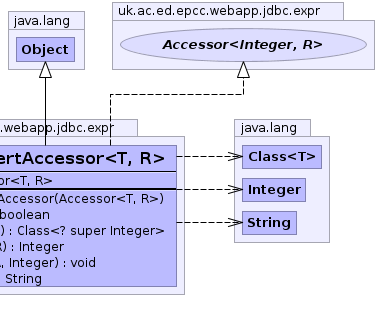 java.lang
Object
uk.ac.ed.epcc.webapp.jdbc.expr
Accessor<Integer, R>
.webapp.jdbc.expr
ertAccessor<T, R>
or<T, R>
Accessor(Accessor<T, R>)
boolean
) : Class<? super Integer>
R) : Integer
, Integer) : void
String
java.lang
Class<T>
Integer
String